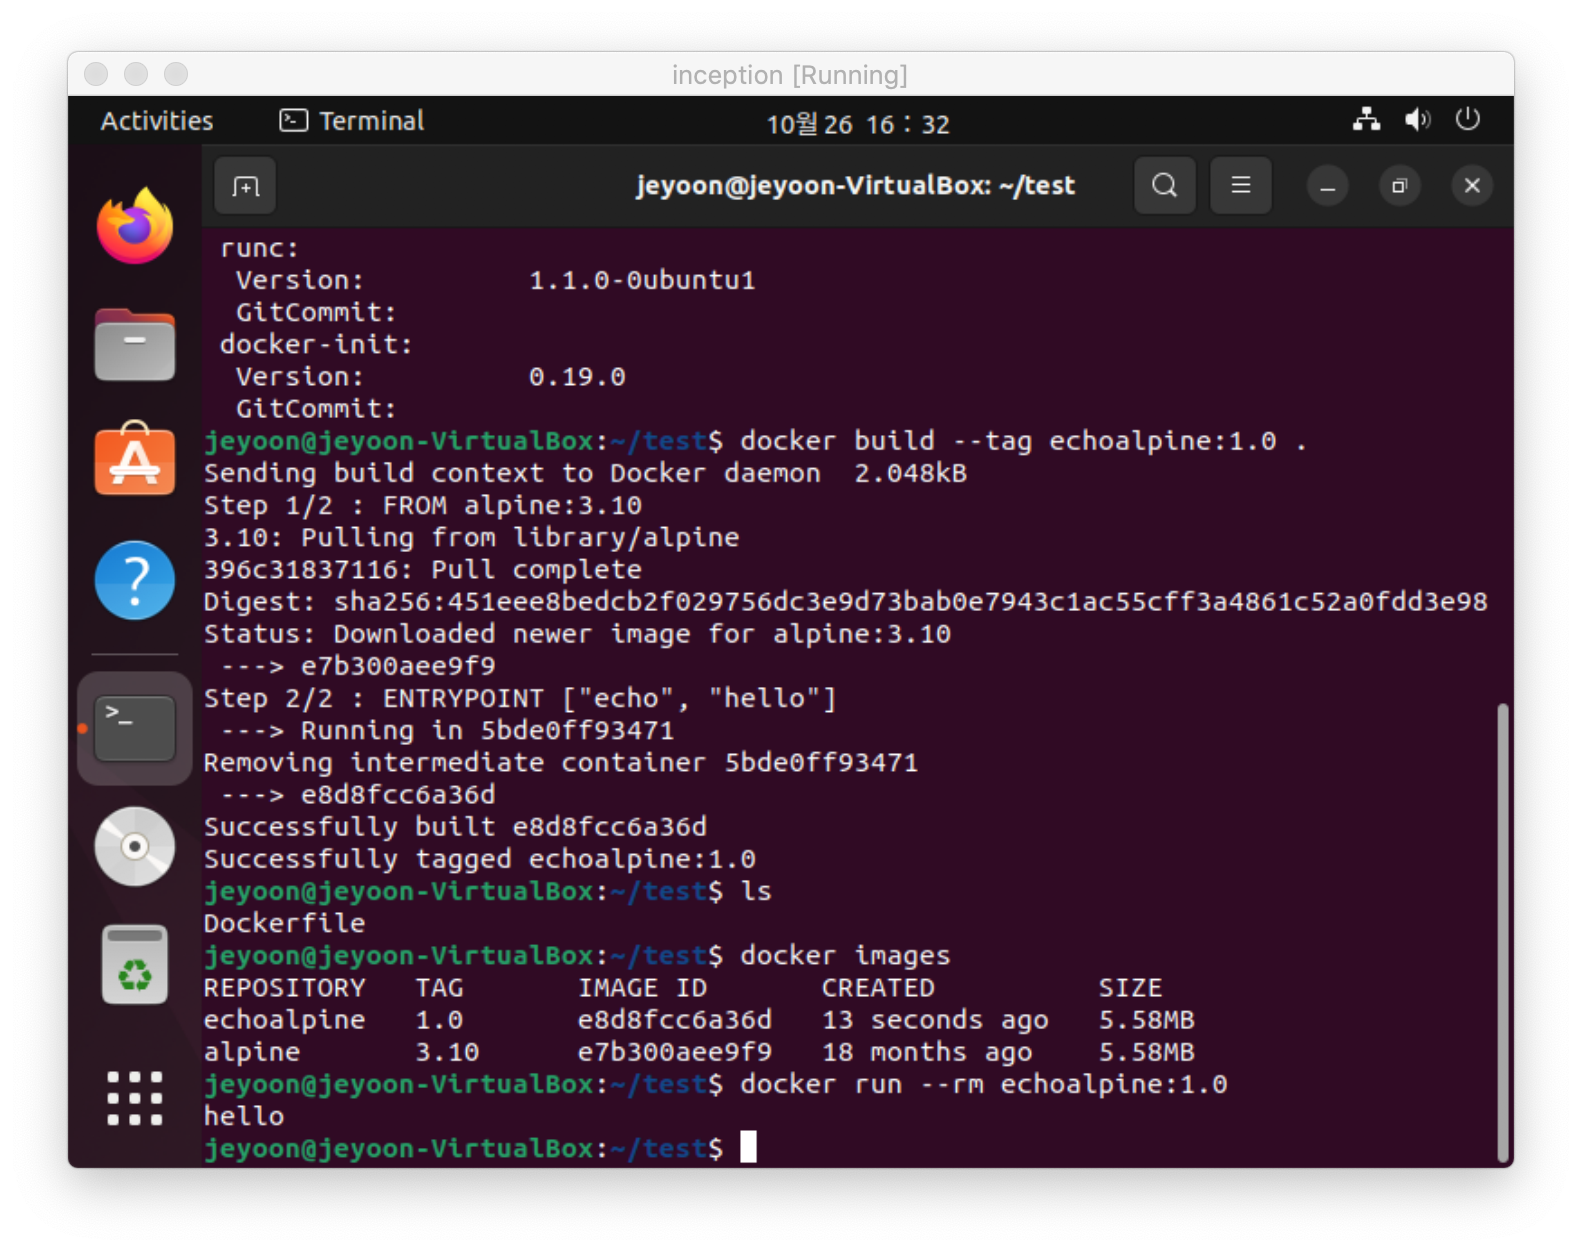 inception [Running]
Activities
Terminal
10월 26 16 : 32
jeyoon@jeyoon-VirtualBox: ~/test
runc:
Version: 1.1.0-0ubuntu1
GitCommit:
docker-init:
Version: 0.19.0
GitCommit:
jeyoon@jeyoon-VirtualBox:~/test$ docker build --tag echoalpine:1.0 .
Sending build context to Docker daemon 2.048kB
Step 1/2 : FROM alpine:3.10
3.10: Pulling from library/alpine
396c31837116: Pull complete
Digest: sha256:451eee8bedcb2f029756dc3e9d73bab0e7943c1ac55cff3a4861c52a0fdd3e98
Status: Downloaded newer image for alpine:3.10
---> e7b300aee9f9
Step 2/2 : ENTRYPOINT ["echo", "hello"]
---> Running in 5bde0ff93471
Removing intermediate container 5bde0ff93471
---> e8d8fcc6a36d
Successfully built e8d8fcc6a36d
Successfully tagged echoalpine:1.0
jeyoon@jeyoon-VirtualBox:~/test$ ls
Dockerfile
jeyoon@jeyoon-VirtualBox:~/test$ docker images
REPOSITORY TAG IMAGE ID CREATED SIZE
echoalpine 1.0 e8d8fcc6a36d 13 seconds ago 5.58MB
alpine 3.10 e7b300aee9f9 18 months ago 5.58MB
jeyoon@jeyoon-VirtualBox:~/test$ docker run --rm echoalpine:1.0
hello
jeyoon@jeyoon-VirtualBox:~/test$